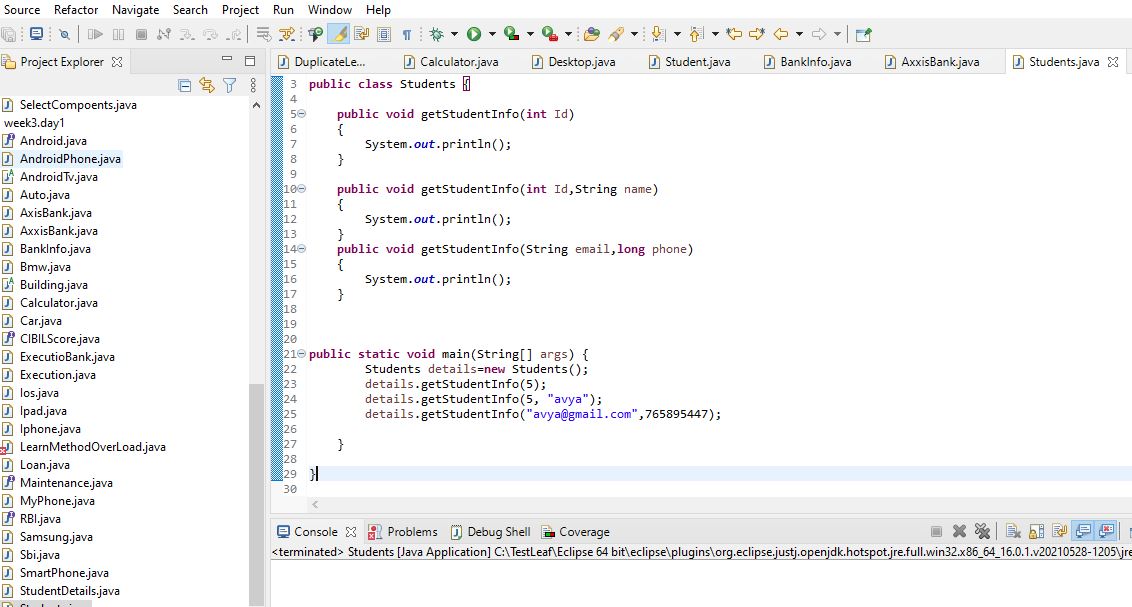 Source Refactor Navigate Search Project Run Window Help
Project Explorer
DuplicateLe... Calculator.java Desktop.java Student.java BankInfo.java AxxisBank.java Students.java
SelectCompoents.java
week3.day1
Android.java
AndroidPhone.java
AndroidTv.java
Auto.java
AxisBank.java
AxxisBank.java
BankInfo.java
Bmw.java
Building.java
Calculator.java
Car.java
CIBILScore.java
ExecutioBank.java
Execution.java
Ios.java
Ipad.java
Iphone.java
LearnMethodOverLoad.java
Loan.java
Maintenance.java
MyPhone.java
RBI.java
Samsung.java
Sbi.java
SmartPhone.java
StudentDetails.java
3 public class Students {
4
5 public void getStudentInfo(int Id)
6 {
7 System.out.println();
8 }
9
10 public void getStudentInfo(int Id,String name)
11 {
12 System.out.println();
13 }
14 public void getStudentInfo(String email,long phone)
15 {
16 System.out.println();
17 }
18
19
20
21 public static void main(String[] args) {
22 Students details=new Students();
23 details.getStudentInfo(5);
24 details.getStudentInfo(5, "avya");
25 details.getStudentInfo("avya@gmail.com",765895447);
26
27 }
28
29 }
30
Console Problems Debug Shell Coverage
<terminated> Students [Java Application] C:\TestLeaf\Eclipse 64 bit\eclipse\plugins\org.eclipse.justj.openjdk.hotspot.jre.full.win32.x86_64_16.0.1.v20210528-1205\jre